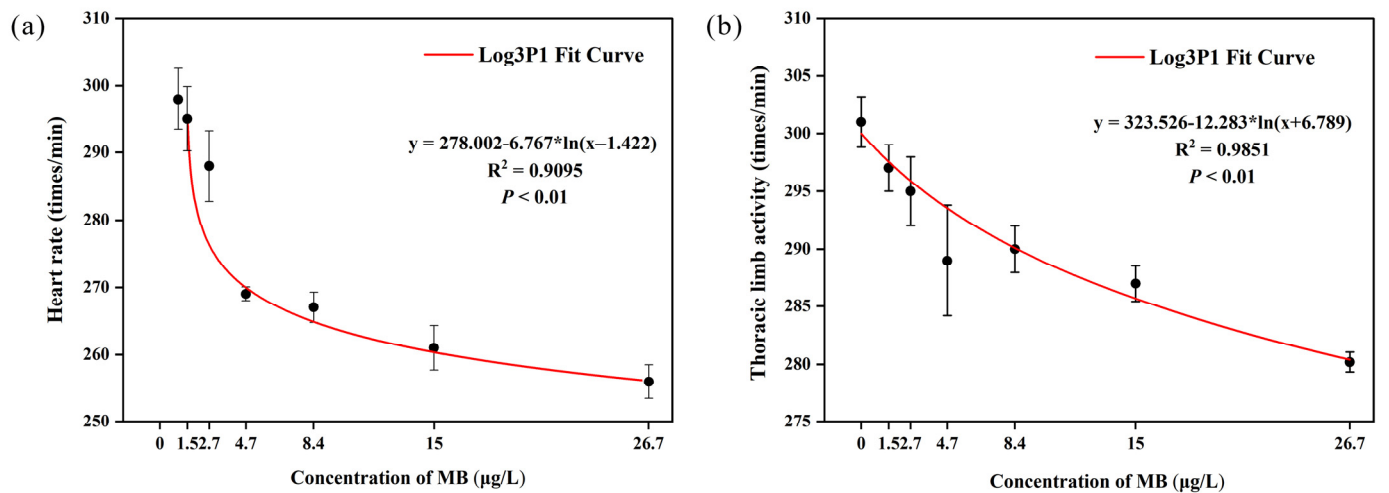 (a)
310
300
290
280
270
260
250
Heart rate (times/min)
Log3P1 Fit Curve
y = 278.002-6.767*ln(x−1.422)
R² = 0.9095
P < 0.01
0 1.5 2.7 4.7 8.4 15 26.7
Concentration of MB (μg/L)
(b)
310
305
300
295
290
285
280
275
Thoracic limb activity (times/min)
Log3P1 Fit Curve
y = 323.526-12.283*ln(x+6.789)
R² = 0.9851
P < 0.01
0 1.5 2.7 4.7 8.4 15 26.7
Concentration of MB (μg/L)